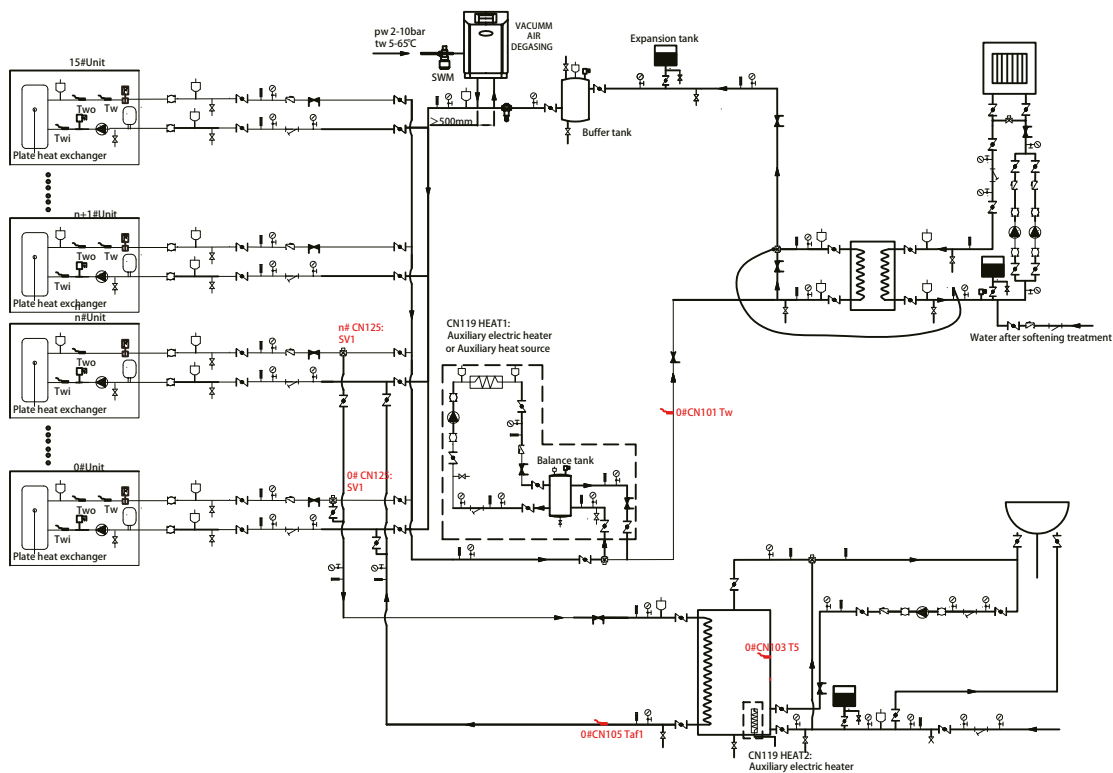 pw 2-10bar
tw 5-65℃
SWM
VACUMM
AIR
DEGASING
Expansion tank
Buffer tank
>500mm
15#Unit
Two
Tw
Twi
Plate heat exchanger
n+1#Unit
Two
Tw
Twi
Plate heat exchanger
n#Unit
Two
Tw
Twi
Plate heat exchanger
n# CN125:
SV1
CN119 HEAT1:
Auxiliary electric heater
or Auxiliary heat source
Balance tank
0#CN101 Tw
Water after softening treatment
0#Unit
Two
Tw
Twi
Plate heat exchanger
0# CN125:
SV1
0#CN103 T5
0#CN105 Taf1
CN119 HEAT2:
Auxiliary electric heater